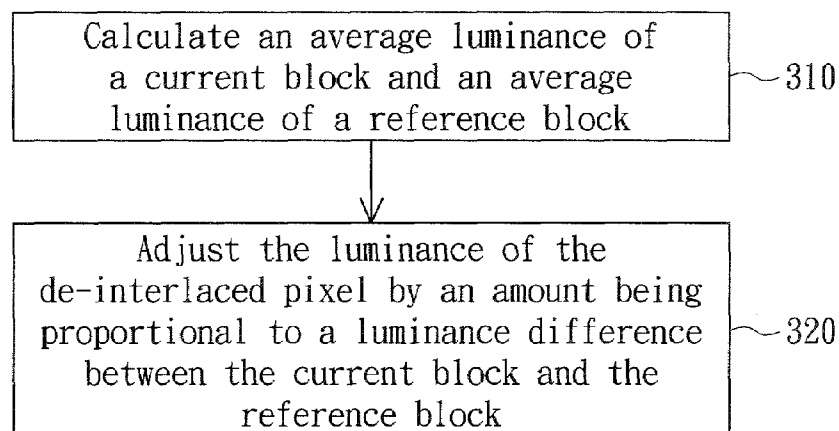 Calculate an average luminance of
a current block and an average
luminance of a reference block
310
Adjust the luminance of the
de-interlaced pixel by an amount being
proportional to a luminance difference
between the current block and the
reference block
320